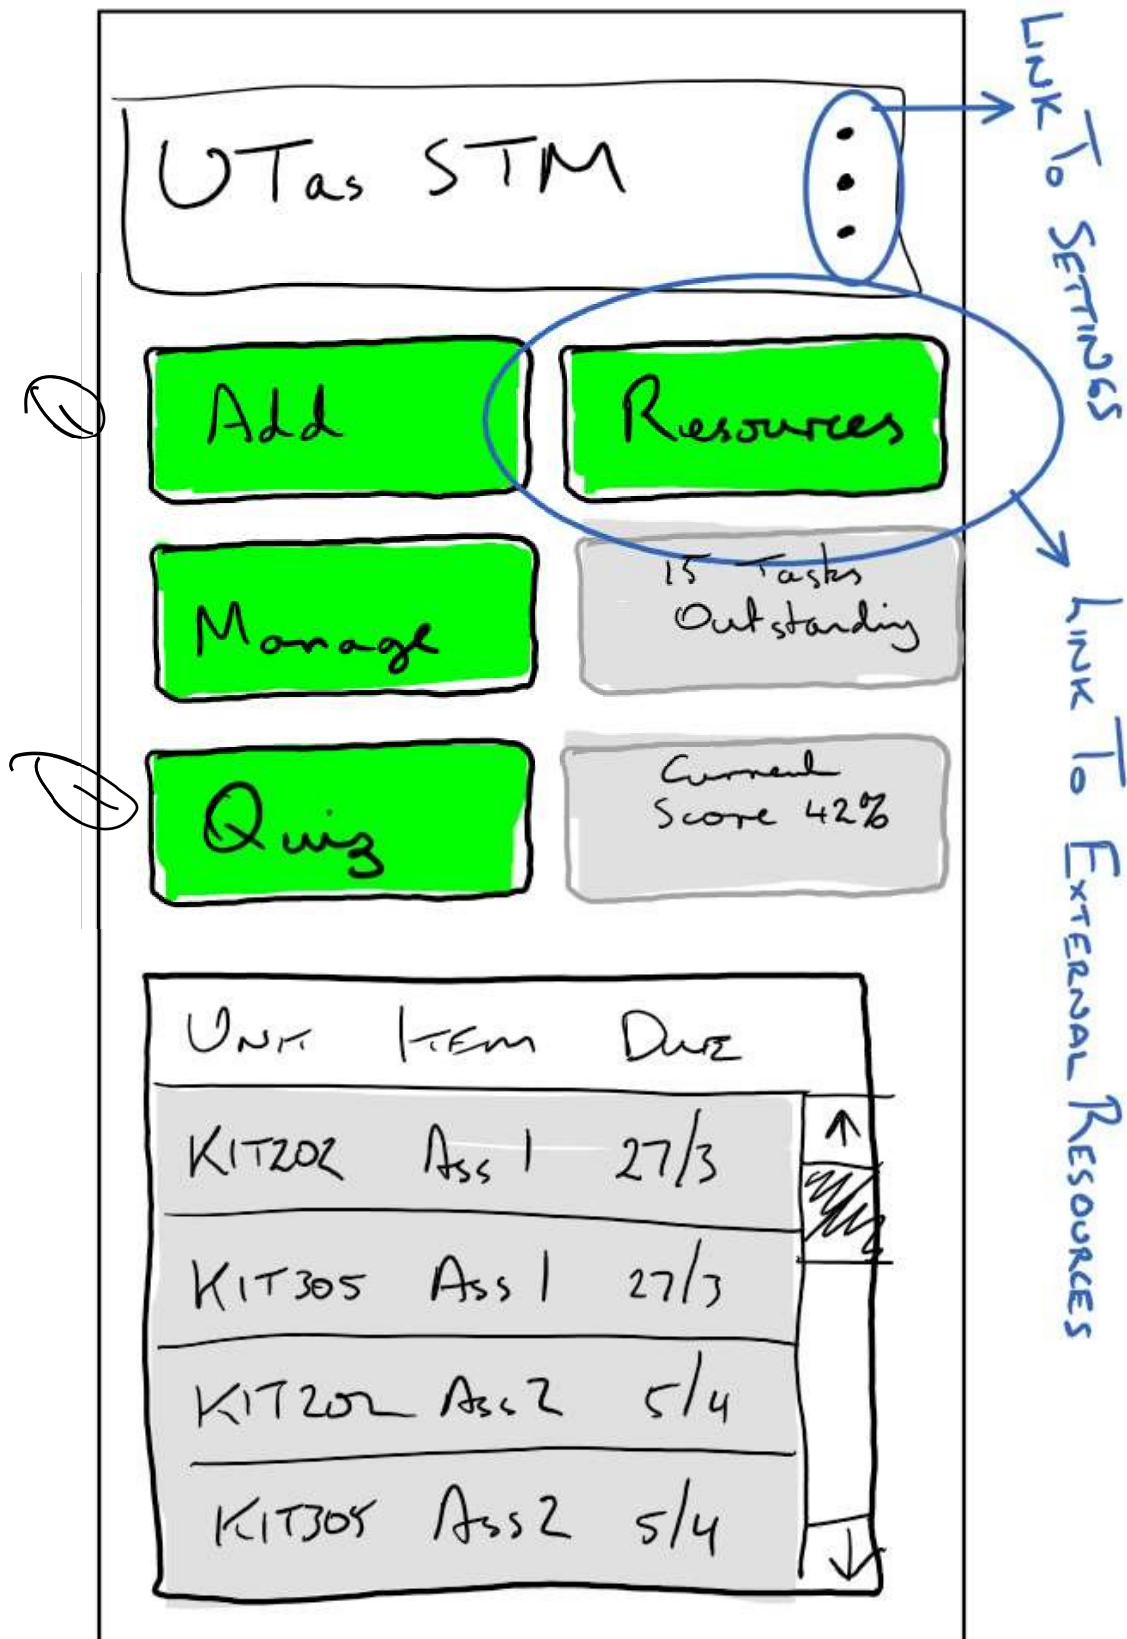 UTas STM
LINK TO SETTINGS
Add
Resources
LINK TO EXTERNAL RESOURCES
Manage
15 Tasks
Outstanding
Quiz
Current
Score 42%
UNIT ITEM DUE
KIT202 Ass 1 27/3
KIT305 Ass 1 27/3
KIT202 Ass 2 5/4
KIT305 Ass 2 5/4